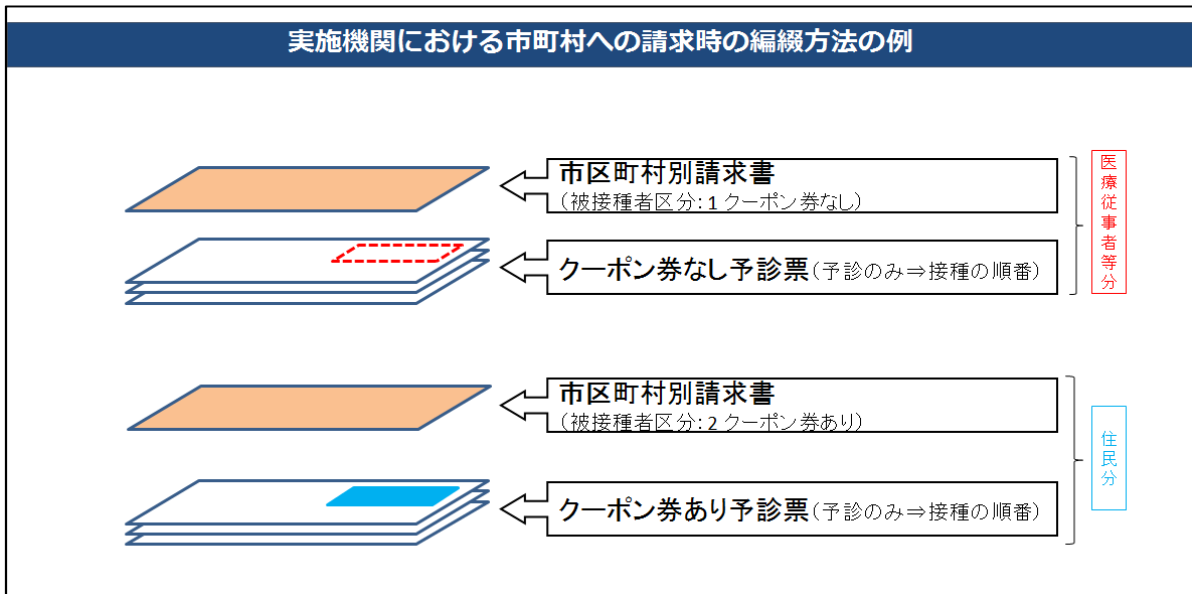 実施機関における市町村への請求時の編綴方法の例
市区町村別請求書
(被接種者区分:1 クーポン券なし)
クーポン券なし予診票(予診のみ⇒接種の順番)
医療従事者等分
市区町村別請求書
(被接種者区分:2 クーポン券あり)
クーポン券あり予診票(予診のみ⇒接種の順番)
住民分